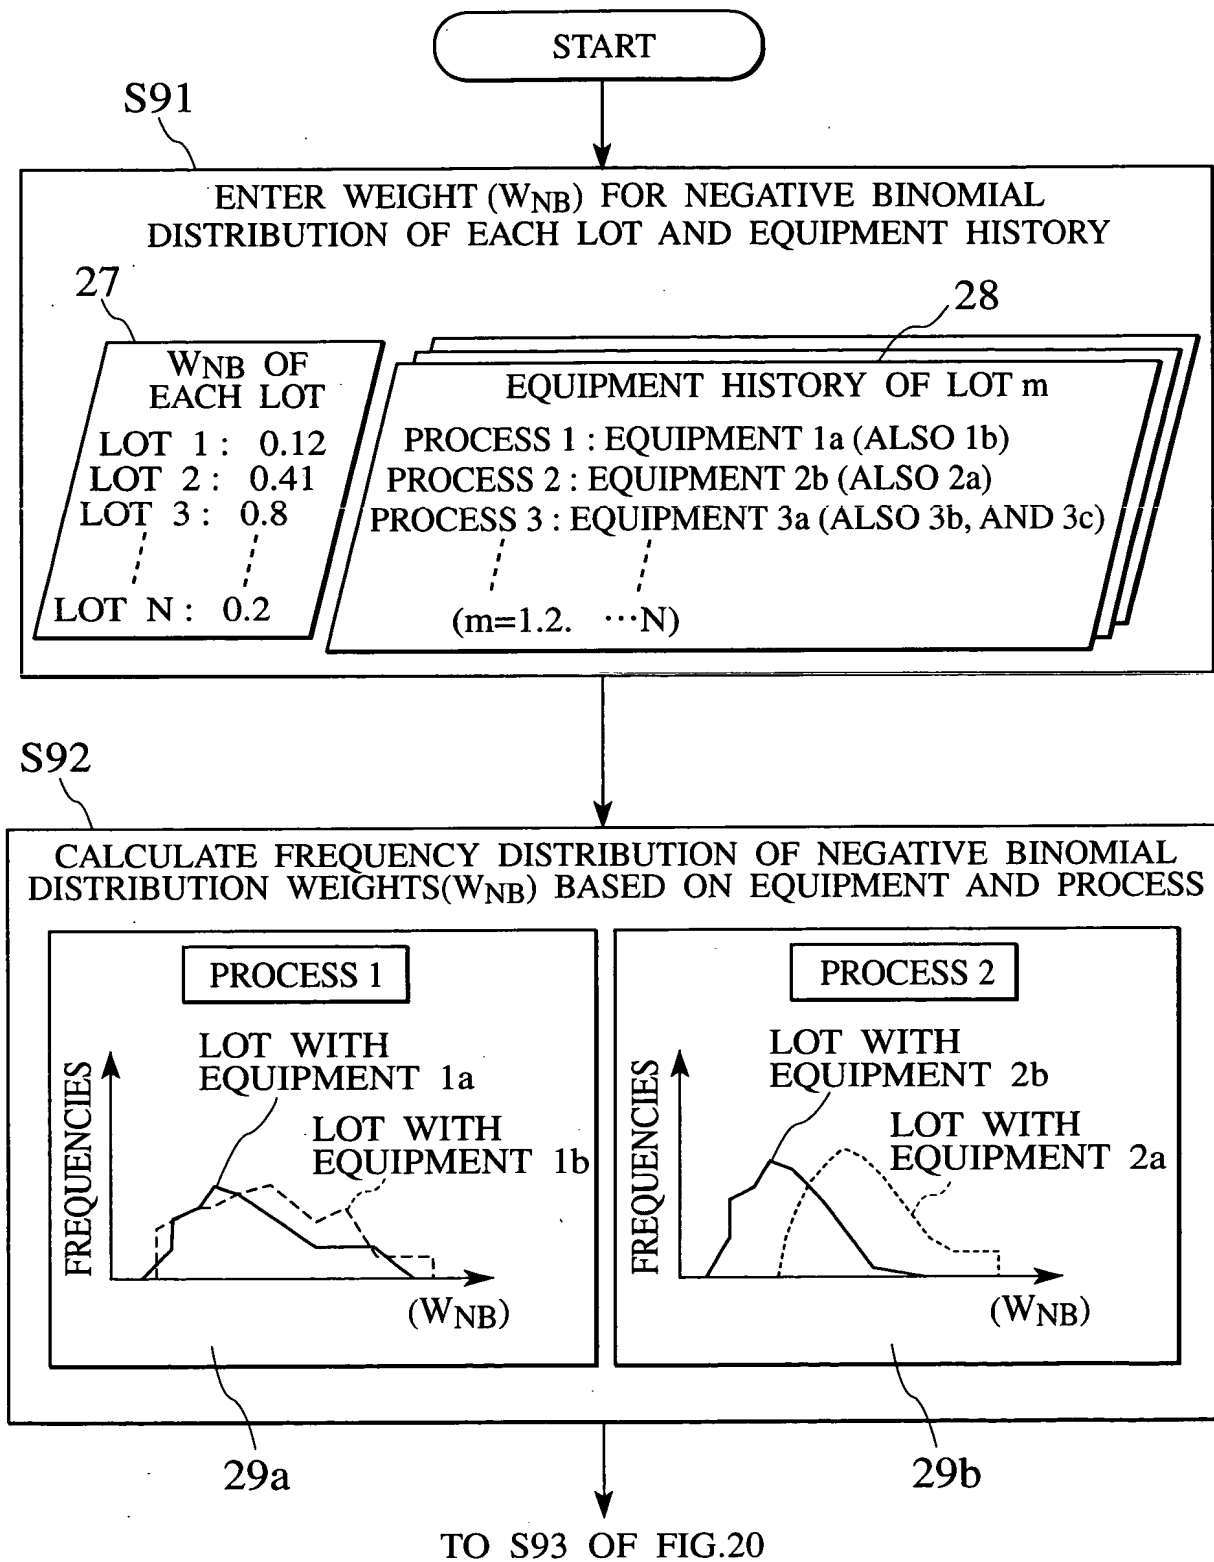 START
S91
ENTER WEIGHT (WNB) FOR NEGATIVE BINOMIAL
DISTRIBUTION OF EACH LOT AND EQUIPMENT HISTORY
27
28
WNB OF
EACH LOT
LOT 1 : 0.12
LOT 2 : 0.41
LOT 3 : 0.8
LOT N : 0.2
EQUIPMENT HISTORY OF LOT m
PROCESS 1 : EQUIPMENT 1a (ALSO 1b)
PROCESS 2 : EQUIPMENT 2b (ALSO 2a)
PROCESS 3 : EQUIPMENT 3a (ALSO 3b, AND 3c)
(m=1.2. ···N)
S92
CALCULATE FREQUENCY DISTRIBUTION OF NEGATIVE BINOMIAL
DISTRIBUTION WEIGHTS(WNB) BASED ON EQUIPMENT AND PROCESS
PROCESS 1
LOT WITH
EQUIPMENT 1a
LOT WITH
EQUIPMENT 1b
FREQUENCIES
(WNB)
29a
PROCESS 2
LOT WITH
EQUIPMENT 2b
LOT WITH
EQUIPMENT 2a
FREQUENCIES
(WNB)
29b
TO S93 OF FIG.20